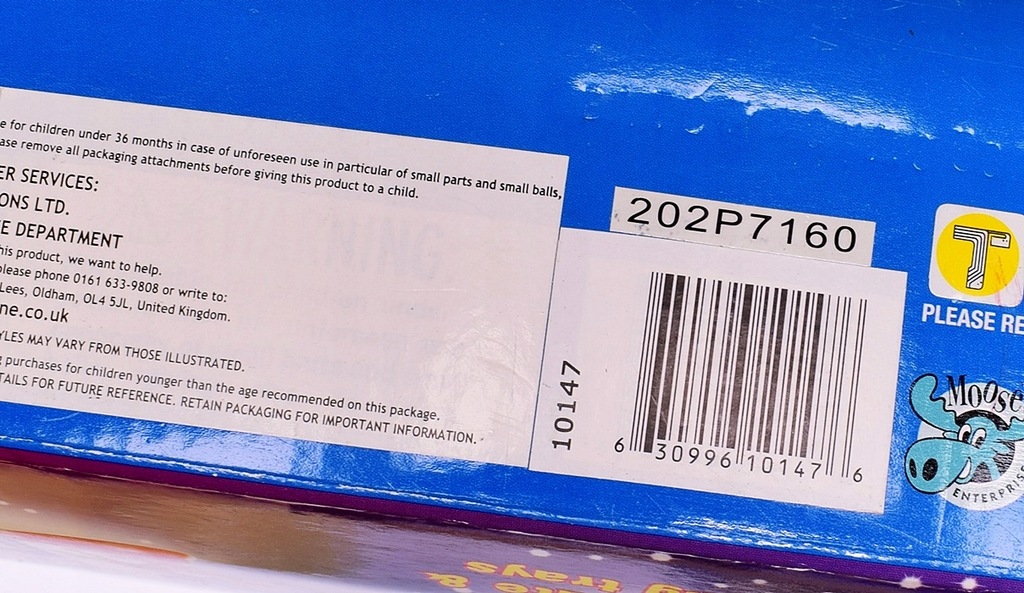 e for children under 36 months in case of unforeseen use in particular of small parts and small balls,
ase remove all packaging attachments before giving this product to a child.
ER SERVICES:
ONS LTD.
E DEPARTMENT
his product, we want to help.
please phone 0161 633-9808 or write to:
Lees, Oldham, OL4 5JL, United Kingdom.
ne.co.uk
YLES MAY VARY FROM THOSE ILLUSTRATED.
g purchases for children younger than the age recommended on this package.
TAILS FOR FUTURE REFERENCE. RETAIN PACKAGING FOR IMPORTANT INFORMATION.
202P7160
10147
6 30996 10147 6
T
PLEASE RE
Moose
ENTERPRIS
te &
g trays